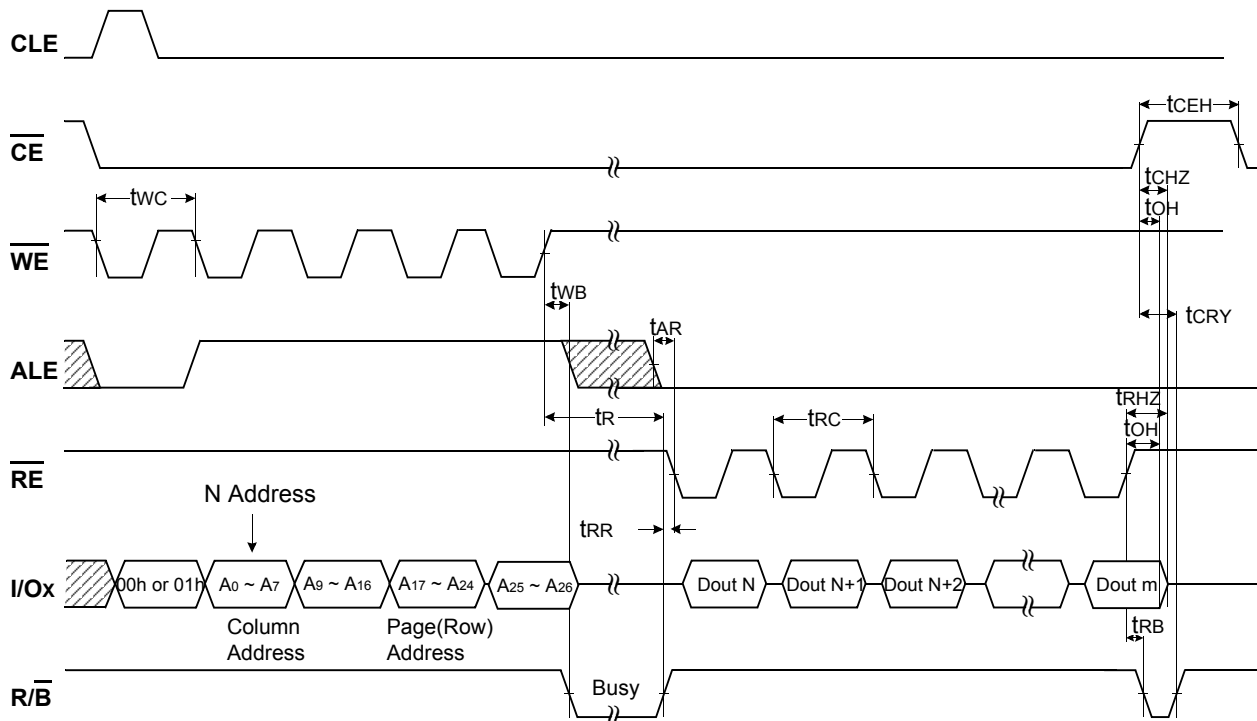 CLE
tCEH
CE
tCHZ
tWC
tOH
WE
tWB
tAR
tCRY
ALE
tR
tRC
tRHZ
tOH
RE
N Address
tRR
I/Ox
00h or 01h
A0 ~ A7
A9 ~ A16
A17 ~ A24
A25 ~ A26
Dout N
Dout N+1
Dout N+2
Dout m
Column
Address
Page(Row)
Address
tRB
R/B
Busy